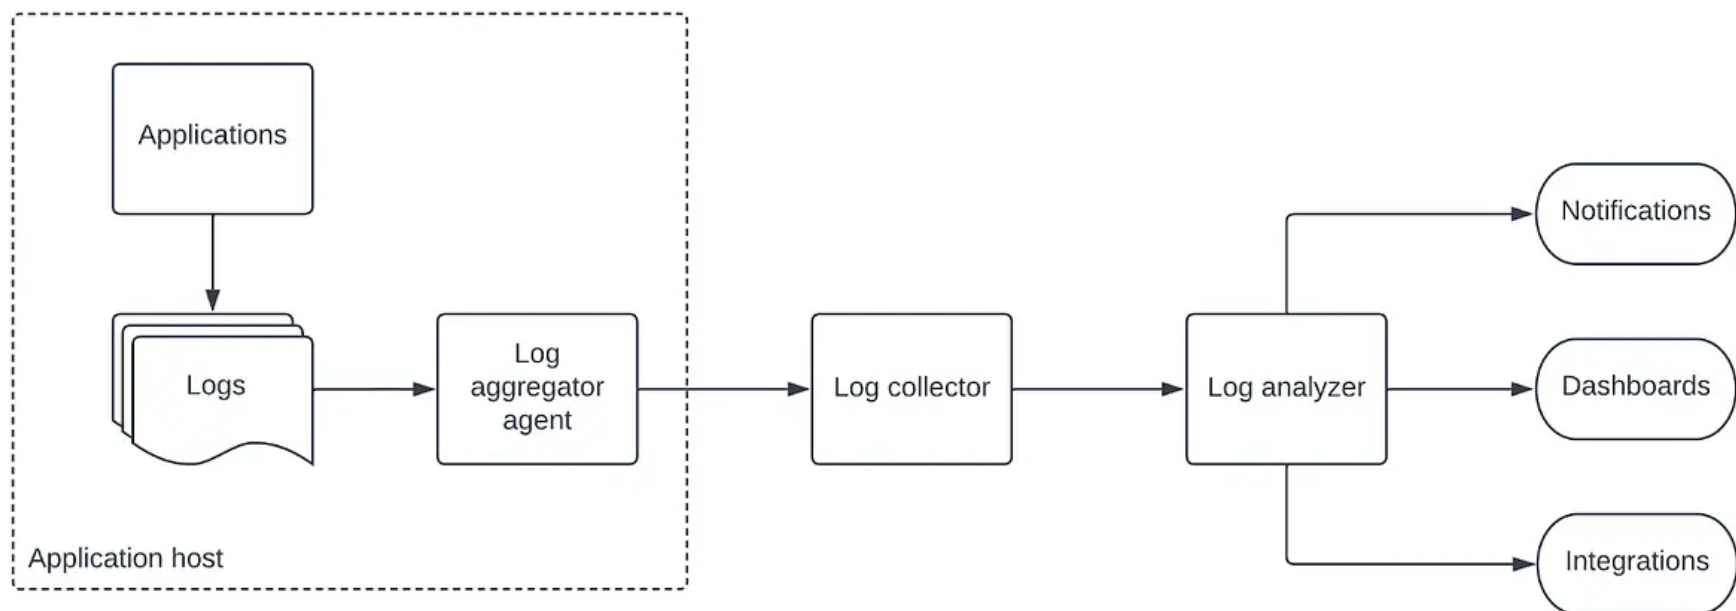 Applications
Logs
Log
aggregator
agent
Application host
Log collector
Log analyzer
Notifications
Dashboards
Integrations